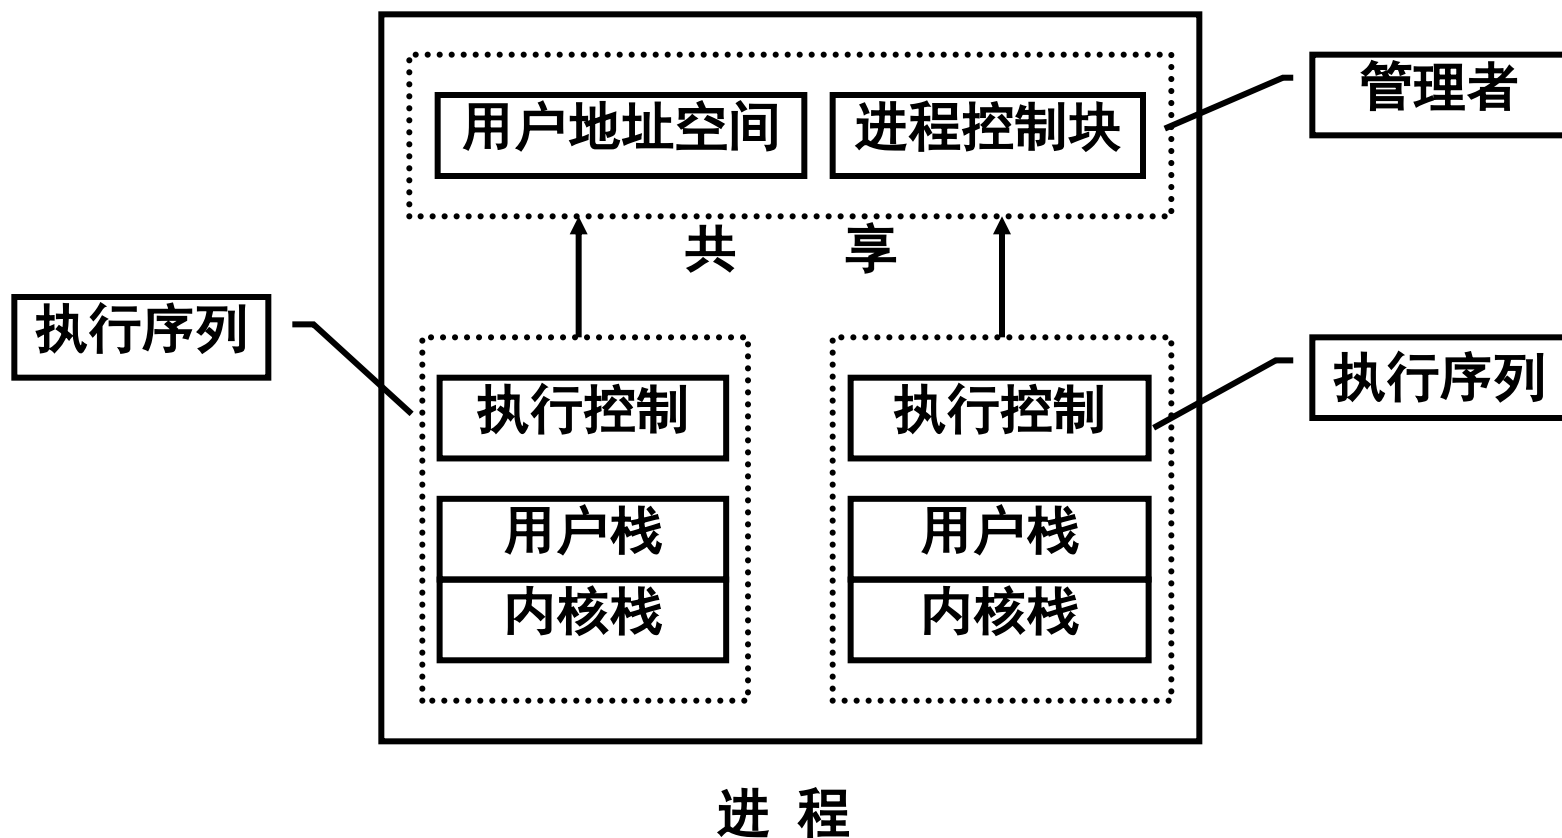 用户地址空间
进程控制块
管理者
共 享
执行序列
执行序列
执行控制
执行控制
用户栈
用户栈
内核栈
内核栈
进 程